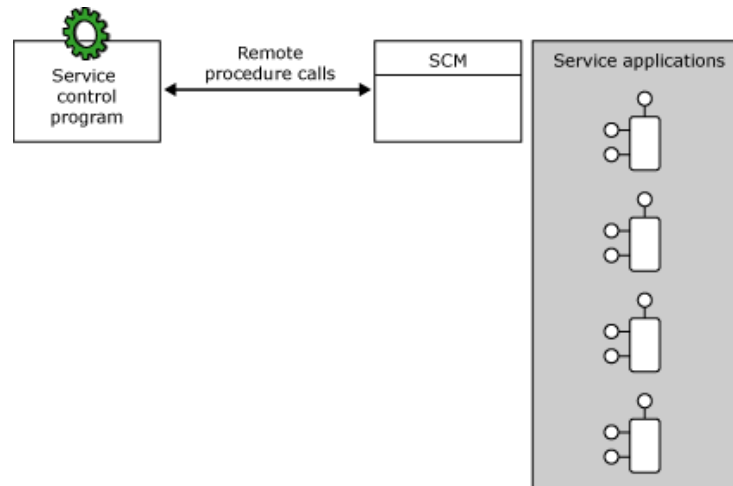 Service
control
program
Remote
procedure calls
SCM
Service applications